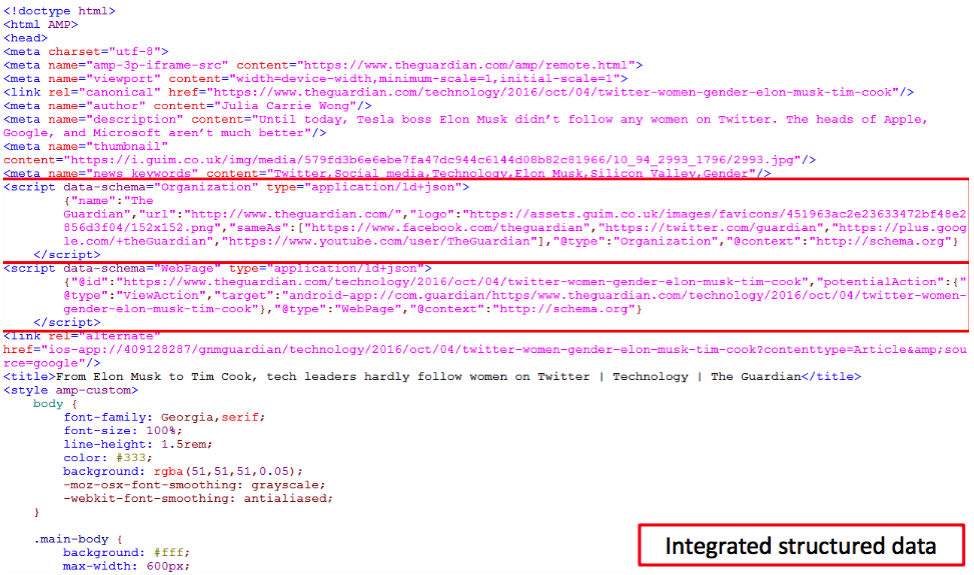 <!doctype html>
<html AMP>
<head>
<meta charset="utf-8">
<meta name="amp-3p-iframe-src" content="https://www.theguardian.com/amp/remote.html">
<meta name="viewport" content="width=device-width,minimum-scale=1,initial-scale=1">
<link rel="canonical" href="https://www.theguardian.com/technology/2016/oct/04/twitter-women-gender-elon-musk-tim-cook"/>
<meta name="author" content="Julia Carrie Wong"/>
<meta name="description" content="Until today, Tesla boss Elon Musk didn’t follow any women on Twitter. The heads of Apple,
Google, and Microsoft aren’t much better"/>
<meta name="thumbnail"
content="https://i.guim.co.uk/img/media/579fd3b6e6ebe7fa47dc944c6144d08b82c81966/10_94_2993_1796/2993.jpg"/>
<meta name="news_keywords" content="Twitter,Social media,Technology,Elon Musk,Silicon Valley,Gender"/>
<script data-schema="Organization" type="application/ld+json">
{"name":"The
Guardian","url":"http://www.theguardian.com/","logo":"https://assets.guim.co.uk/images/favicons/451963ac2e23633472bf48e2
856d3f04/152x152.png","sameAs":["https://www.facebook.com/theguardian","https://twitter.com/guardian","https://plus.goog
le.com/+theGuardian","https://www.youtube.com/user/TheGuardian"],"@type":"Organization","@context":"http://schema.org"}
</script>
<script data-schema="WebPage" type="application/ld+json">
{"@id":"https://www.theguardian.com/technology/2016/oct/04/twitter-women-gender-elon-musk-tim-cook","potentialAction":{"
@type":"ViewAction","target":"android-app://com.guardian/https/www.theguardian.com/technology/2016/oct/04/twitter-women-
gender-elon-musk-tim-cook"},"@type":"WebPage","@context":"http://schema.org"}
</script>
<link rel="alternate"
href="ios-app://409128287/gnmguardian/technology/2016/oct/04/twitter-women-gender-elon-musk-tim-cook?contenttype=Article&amp;sou
rce=google"/>
<title>From Elon Musk to Tim Cook, tech leaders hardly follow women on Twitter | Technology | The Guardian</title>
<style amp-custom>
body {
font-family: Georgia,serif;
font-size: 100%;
line-height: 1.5rem;
color: #333;
background: rgba(51,51,51,0.05);
-moz-osx-font-smoothing: grayscale;
-webkit-font-smoothing: antialiased;
}
.main-body {
background: #fff;
max-width: 600px;
Integrated structured data